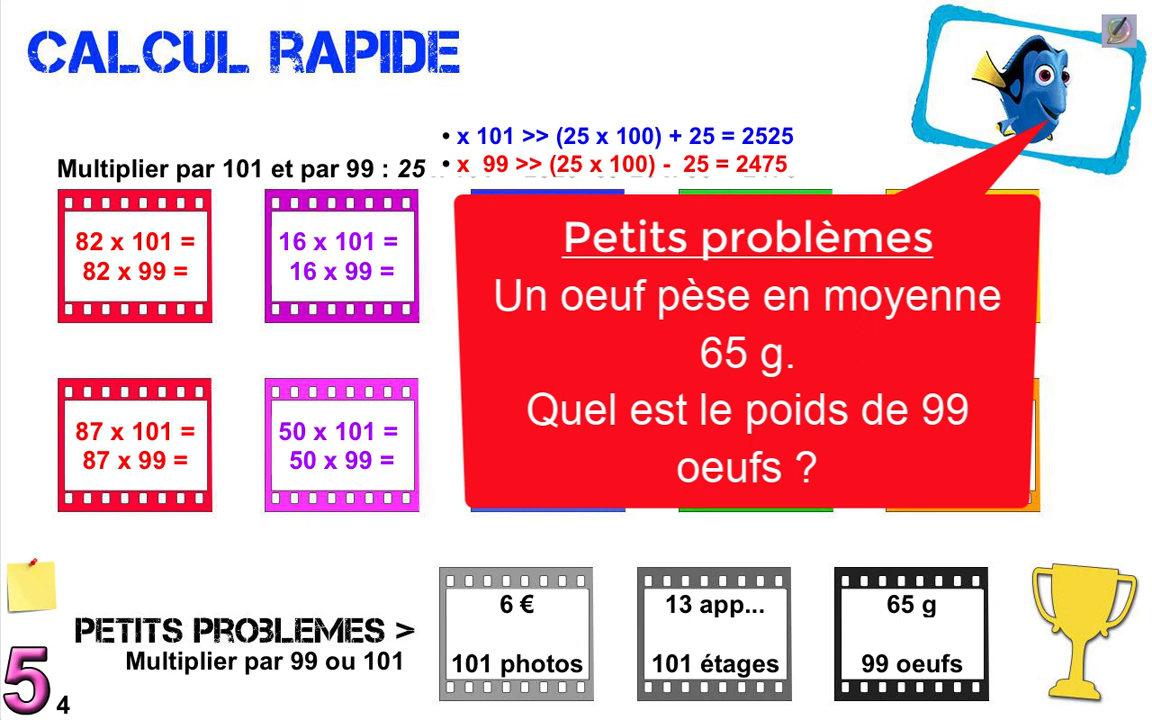 CALCUL RAPIDE
• x 101 >> (25 x 100) + 25 = 2525
• x 99 >> (25 x 100) - 25 = 2475
Multiplier par 101 et par 99 : 25
82 x 101 =
82 x 99 =
16 x 101 =
16 x 99 =
Petits problèmes
Un oeuf pèse en moyenne
65 g.
Quel est le poids de 99
oeufs ?
87 x 101 =
87 x 99 =
50 x 101 =
50 x 99 =
PETITS PROBLEMES >
Multiplier par 99 ou 101
6 €
101 photos
13 app...
101 étages
65 g
99 oeufs
5
4